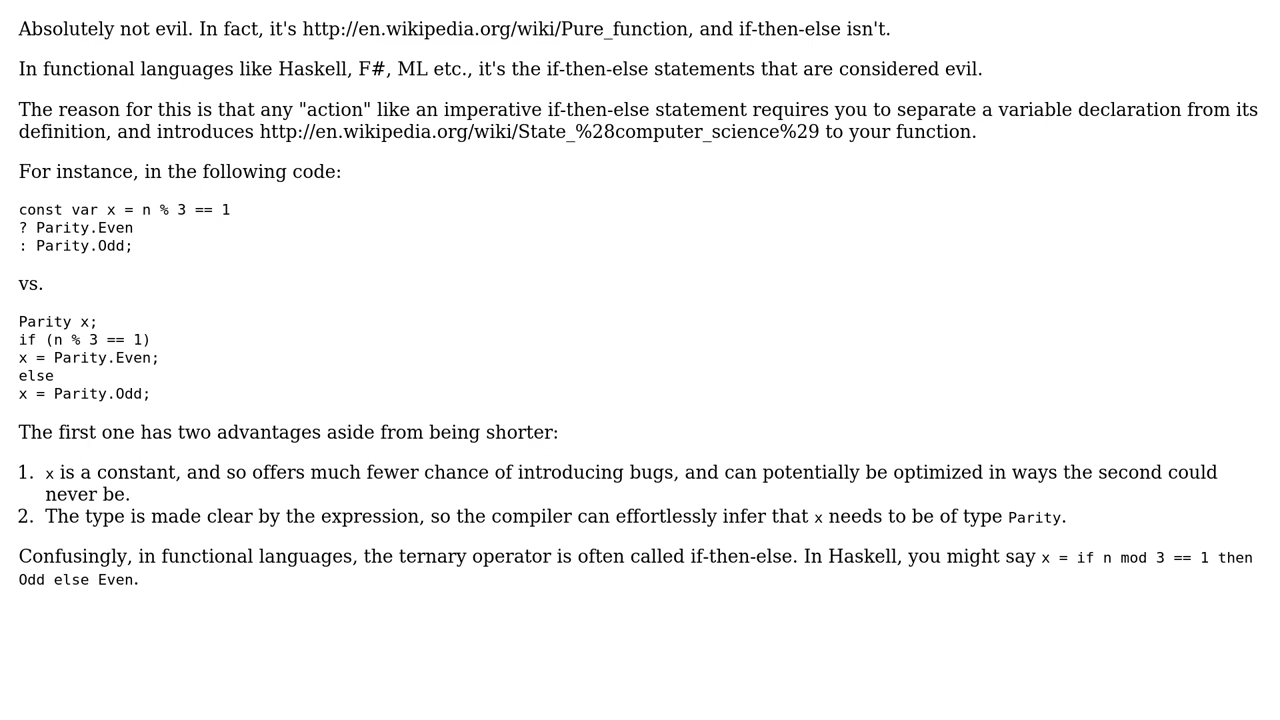 Absolutely not evil. In fact, it's http://en.wikipedia.org/wiki/Pure_function, and if-then-else isn't.
In functional languages like Haskell, F#, ML etc., it's the if-then-else statements that are considered evil.
The reason for this is that any "action" like an imperative if-then-else statement requires you to separate a variable declaration from its
definition, and introduces http://en.wikipedia.org/wiki/State_%28computer_science%29 to your function.
For instance, in the following code:
const var x = n % 3 == 1
? Parity.Even
: Parity.Odd;
vs.
Parity x;
if (n % 3 == 1)
x = Parity.Even;
else
x = Parity.Odd;
The first one has two advantages aside from being shorter:
1. x is a constant, and so offers much fewer chance of introducing bugs, and can potentially be optimized in ways the second could
never be.
2. The type is made clear by the expression, so the compiler can effortlessly infer that x needs to be of type Parity.
Confusingly, in functional languages, the ternary operator is often called if-then-else. In Haskell, you might say x = if n mod 3 == 1 then
Odd else Even.